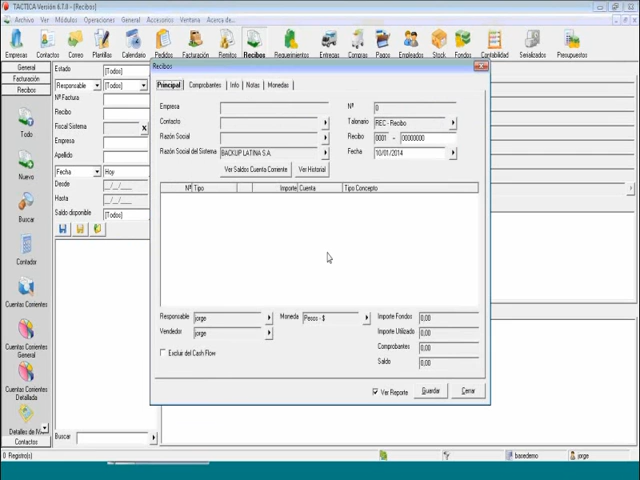 TACTICA Versión 6.7.8 - [Recibos]
Archivo Ver Módulos Operaciones General Accesorios Ventana Acerca de...
Empresas Contactos Correo Plantillas Calendario Pedidos Facturación Remitos Recibos Requerimientos Entregas Compras Pagos Empleados Stock Fondos Contabilidad Serializados Presupuestos
General
Facturación
Recibos
Todo
Nuevo
Buscar
Contador
Cuentas Corrientes
Cuentas Corrientes General
Cuentas Corrientes Detallada
Contactos
Estado [Todos]
Responsable [Todos]
Nº Factura
Recibo
Fiscal Sistema X
Empresa
Apellido
Fecha Hoy
Desde __/__/__
Hasta __/__/__
Saldo disponible [Todos]
Buscar
Recibos
Principal Comprobantes Info Notas Monedas
Empresa Nº 0
Contacto Talonario REC - Recibo
Razón Social Recibo 0001 - 00000000
Razón Social del Sistema BACKUP LATINA S.A. Fecha 10/01/2014
Ver Saldos Cuenta Corriente Ver Historial
Nº Tipo Importe Cuenta Tipo Concepto
Responsable jorge Moneda Pesos - $ Importe Fondos 0,00
Vendedor jorge Importe Utilizado 0,00
Comprobantes 0,00
Excluir del Cash Flow
Saldo 0,00
Ver Reporte Guardar Cerrar
0 Registro(s) basedemo jorge